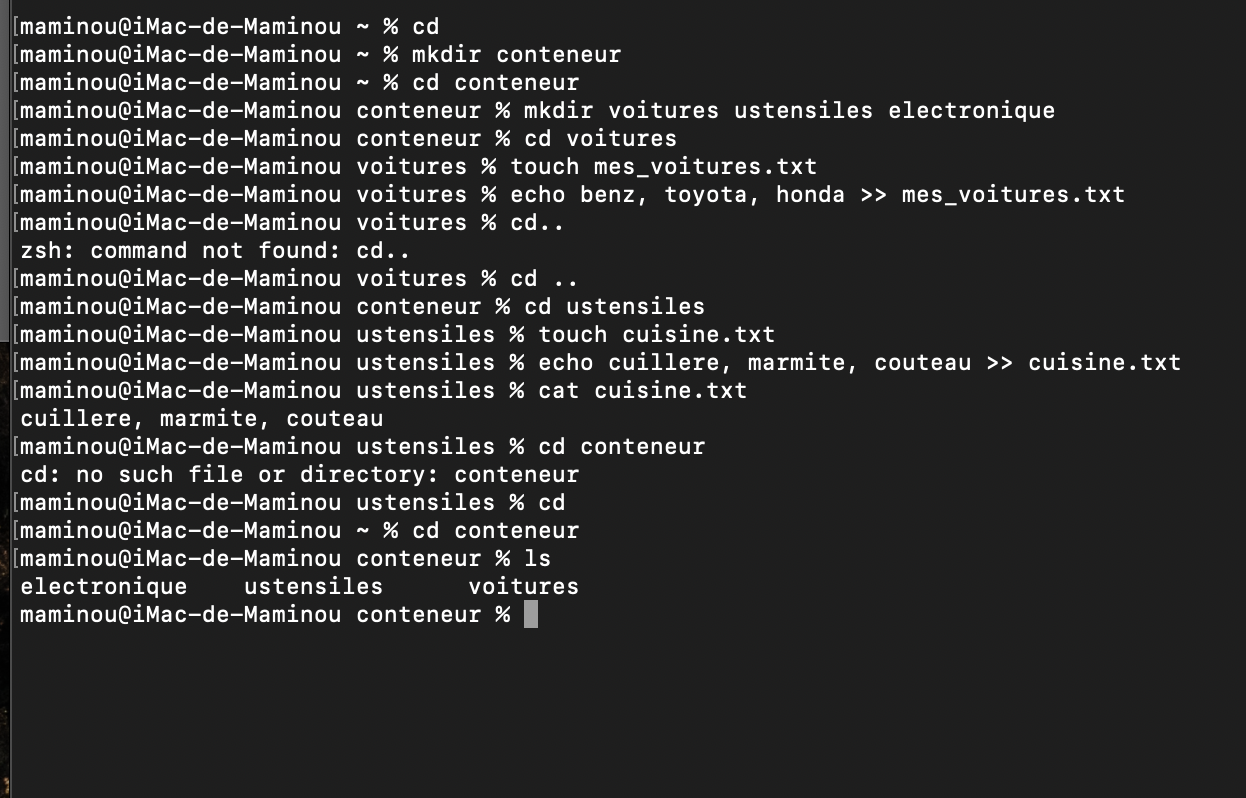 [maminou@iMac-de-Maminou ~ % cd
[maminou@iMac-de-Maminou ~ % mkdir conteneur
[maminou@iMac-de-Maminou ~ % cd conteneur
[maminou@iMac-de-Maminou conteneur % mkdir voitures ustensiles electronique
[maminou@iMac-de-Maminou conteneur % cd voitures
[maminou@iMac-de-Maminou voitures % touch mes_voitures.txt
[maminou@iMac-de-Maminou voitures % echo benz, toyota, honda >> mes_voitures.txt
[maminou@iMac-de-Maminou voitures % cd..
zsh: command not found: cd..
[maminou@iMac-de-Maminou voitures % cd ..
[maminou@iMac-de-Maminou conteneur % cd ustensiles
[maminou@iMac-de-Maminou ustensiles % touch cuisine.txt
[maminou@iMac-de-Maminou ustensiles % echo cuillere, marmite, couteau >> cuisine.txt
[maminou@iMac-de-Maminou ustensiles % cat cuisine.txt
cuillere, marmite, couteau
[maminou@iMac-de-Maminou ustensiles % cd conteneur
cd: no such file or directory: conteneur
[maminou@iMac-de-Maminou ustensiles % cd
[maminou@iMac-de-Maminou ~ % cd conteneur
[maminou@iMac-de-Maminou conteneur % ls
electronique    ustensiles      voitures
maminou@iMac-de-Maminou conteneur %